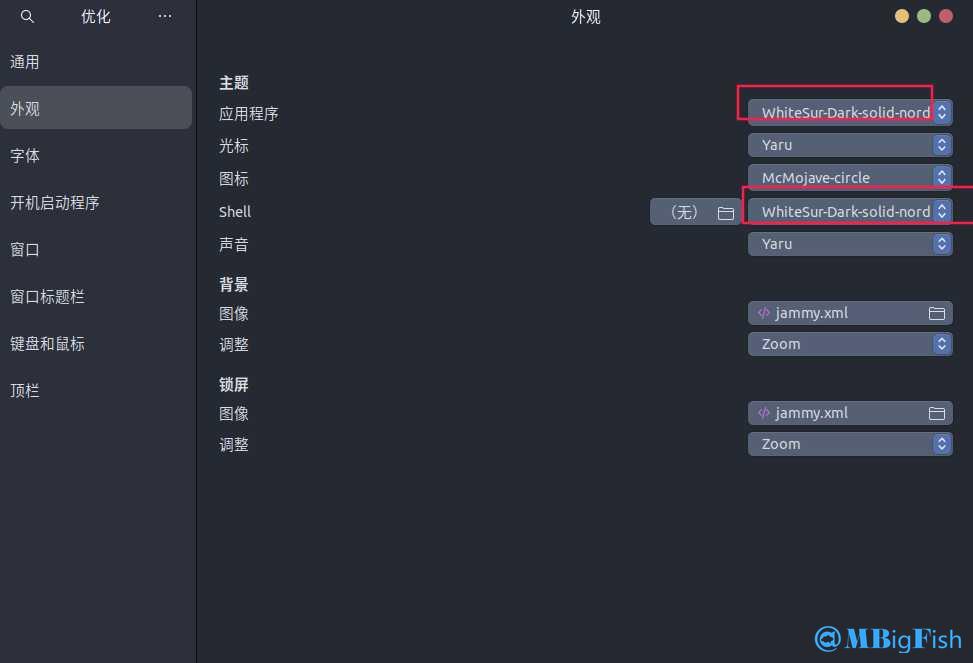 优化
外观
通用
外观
字体
开机启动程序
窗口
窗口标题栏
键盘和鼠标
顶栏
主题
应用程序 WhiteSur-Dark-solid-nord
光标 Yaru
图标 McMojave-circle
Shell （无） WhiteSur-Dark-solid-nord
声音 Yaru
背景
图像 jammy.xml
调整 Zoom
锁屏
图像 jammy.xml
调整 Zoom
@MBigFish